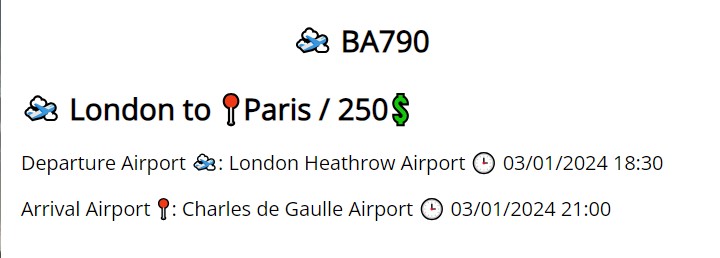 BA790
London to Paris / 250$
Departure Airport : London Heathrow Airport 03/01/2024 18:30
Arrival Airport : Charles de Gaulle Airport 03/01/2024 21:00